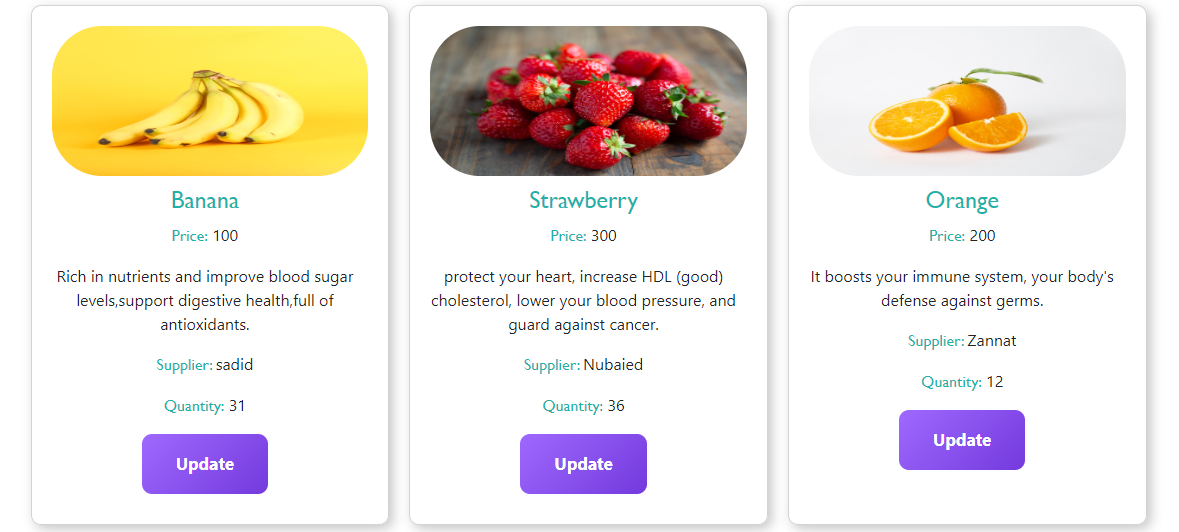 Banana
Price: 100
Rich in nutrients and improve blood sugar
levels,support digestive health,full of
antioxidants.
Supplier: sadid
Quantity: 31
Update
Strawberry
Price: 300
protect your heart, increase HDL (good)
cholesterol, lower your blood pressure, and
guard against cancer.
Supplier: Nubaied
Quantity: 36
Update
Orange
Price: 200
It boosts your immune system, your body's
defense against germs.
Supplier: Zannat
Quantity: 12
Update